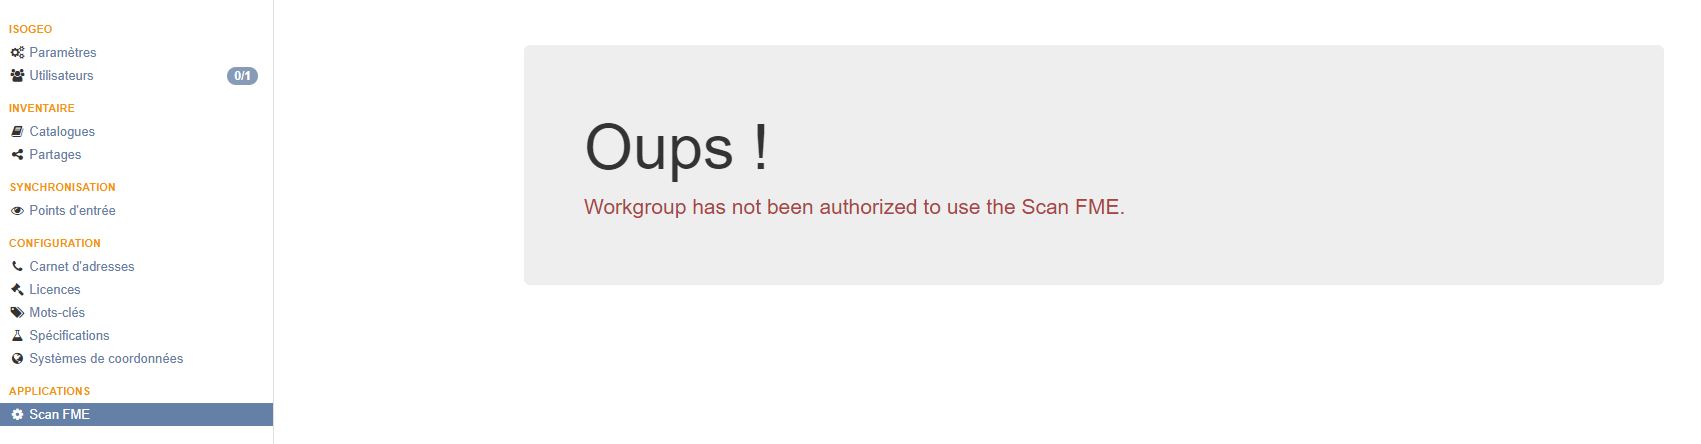 ISOGEO
Paramètres
Utilisateurs 0/1
INVENTAIRE
Catalogues
Partages
SYNCHRONISATION
Points d'entrée
CONFIGURATION
Carnet d'adresses
Licences
Mots-clés
Spécifications
Systèmes de coordonnées
APPLICATIONS
Scan FME
Oups !
Workgroup has not been authorized to use the Scan FME.